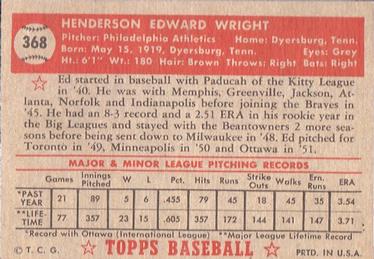 368
HENDERSON EDWARD WRIGHT
Pitcher: Philadelphia Athletics Home: Dyersburg, Tenn.
Born: May 15, 1919, Dyersburg, Tenn. Eyes: Grey
Ht.: 6'1" Wt.: 180 Hair: Brown Throws: Right Bats: Right
Ed started in baseball with Paducah of the Kitty League
in '40. He was with Memphis, Greenville, Jackson, Atlanta,
Norfolk and Indianapolis before joining the Braves in
'45. He had an 8-3 record and a 2.51 ERA in his rookie year
in the Big Leagues and stayed with the Beantowners 2 more
seasons before being sent down to Milwaukee in '48. Ed pitched for
Toronto in '49, Minneapolis in '50 and Ottawa in '51.
MAJOR & MINOR LEAGUE PITCHING RECORDS
Games Innings Pitched W L Pct. Hits Runs Strike Outs Walks Ern. Runs ERA
*PAST YEAR 21 89 5 6 .455 79 45 18 45 35 3.54
**LIFETIME 77 357 23 15 .605 357 172 144 141 147 3.71
*Record with Ottawa (International League) **Major League Lifetime Record
© T. C. G. TOPPS BASEBALL PRTD. IN U.S.A.